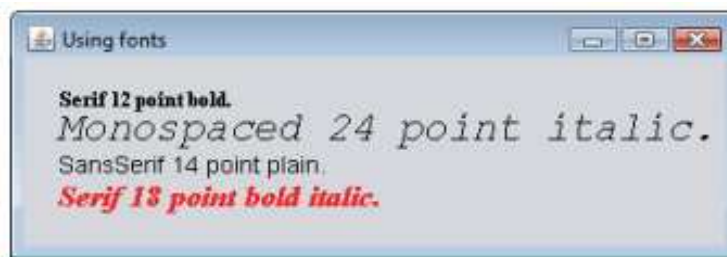 Using fonts
Serif 12 point bold.
Monospaced 24 point italic.
SansSerif 14 point plain.
Serif 18 point bold italic.